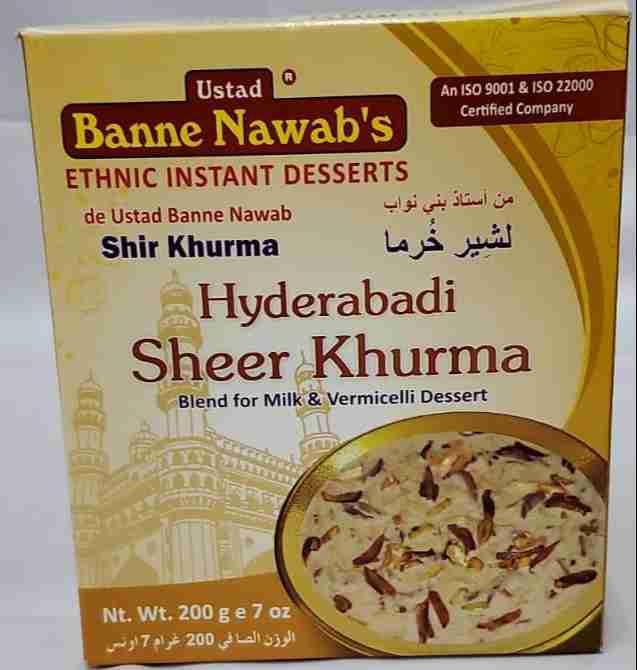 Ustad ®
Banne Nawab's
An ISO 9001 & ISO 22000
Certified Company
ETHNIC INSTANT DESSERTS
de Ustad Banne Nawab
Shir Khurma
من أستاذ بني نواب
لشِير خُرما
Hyderabadi
Sheer Khurma
Blend for Milk & Vermicelli Dessert
Nt. Wt. 200 g e 7 oz
الوزن الصافي 200 غرام 7 اونس